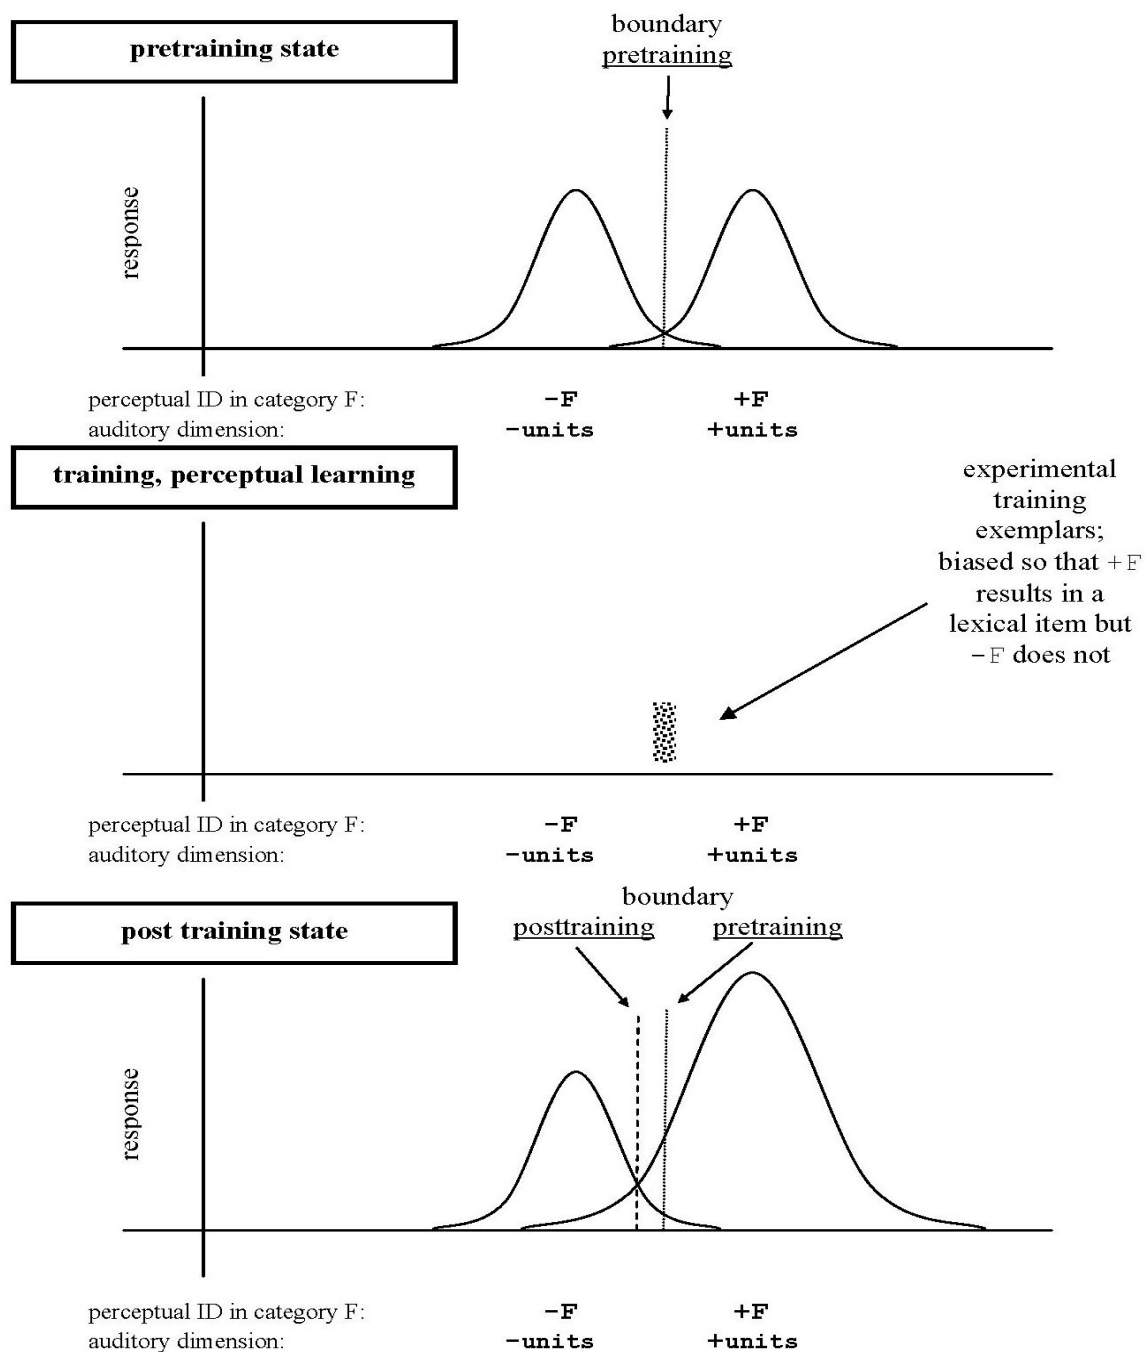 pretraining state
boundary
pretraining
response
perceptual ID in category F:
−F
+F
auditory dimension:
−units
+units
training, perceptual learning
experimental
training
exemplars;
biased so that +F
results in a
lexical item but
−F does not
perceptual ID in category F:
−F
+F
auditory dimension:
−units
+units
post training state
boundary
posttraining
pretraining
response
perceptual ID in category F:
−F
+F
auditory dimension:
−units
+units